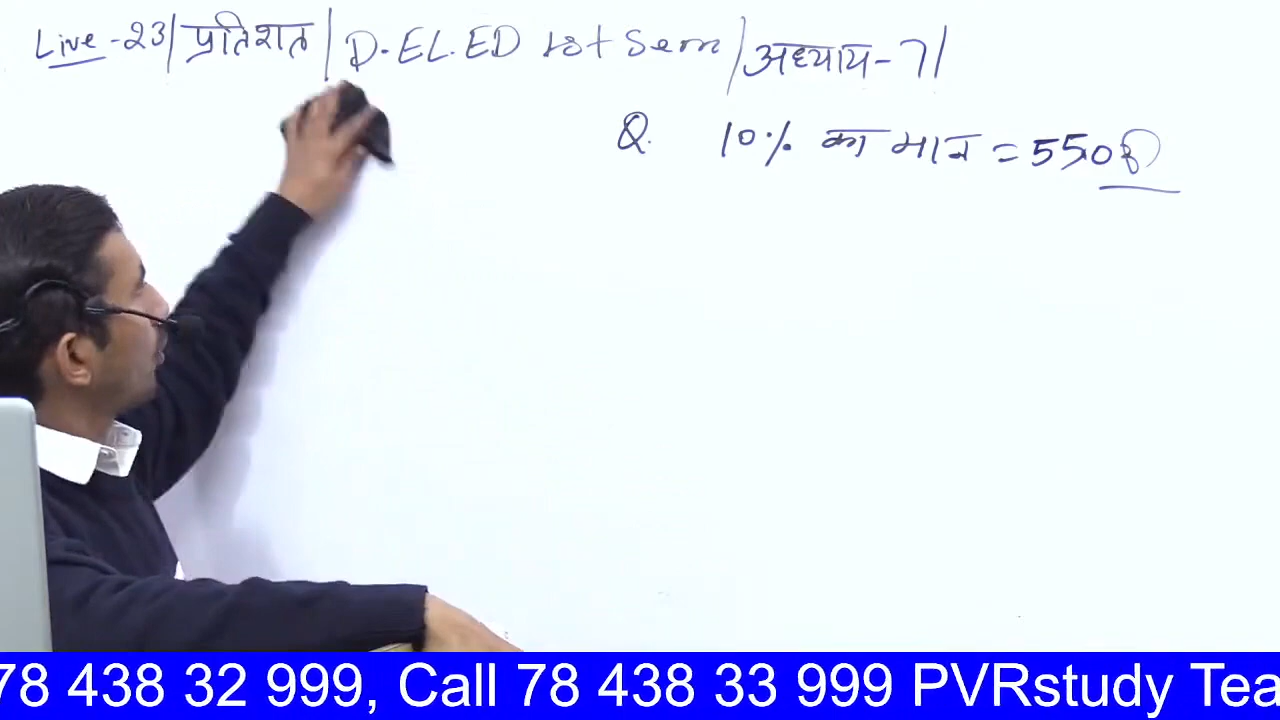 Live-23| प्रतिशत | D.EL.ED 1st Sem | अध्याय-7|
Q. 10% का मान = 550रु
78 438 32 999, Call 78 438 33 999 PVRstudy Tea